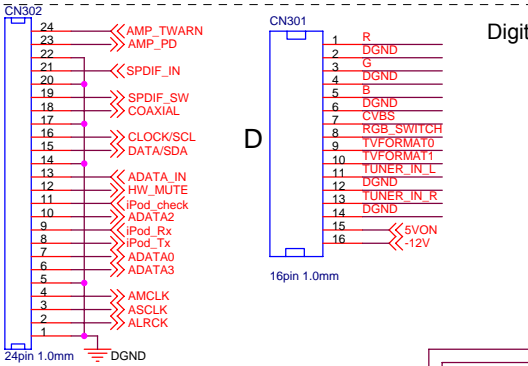 CN302
24 AMP_TWARN
23 AMP_PD
22
21 SPDIF_IN
20
19 SPDIF_SW
18 COAXIAL
17
16 CLOCK/SCL
15 DATA/SDA
14
13 ADATA_IN
12 HW_MUTE
11 iPod_check
10 ADATA2
9 iPod_Rx
8 iPod_Tx
7 ADATA0
6 ADATA3
5
4 AMCLK
3 ASCLK
2 ALRCK
1
24pin 1.0mm
DGND
D
CN301
1 R
2 DGND
3 G
4 DGND
5 B
6 DGND
7 CVBS
8 RGB_SWITCH
9 TVFORMAT0
10 TVFORMAT1
11 TUNER_IN_L
12 DGND
13 TUNER_IN_R
14 DGND
15 5VON
16 -12V
16pin 1.0mm
Digit